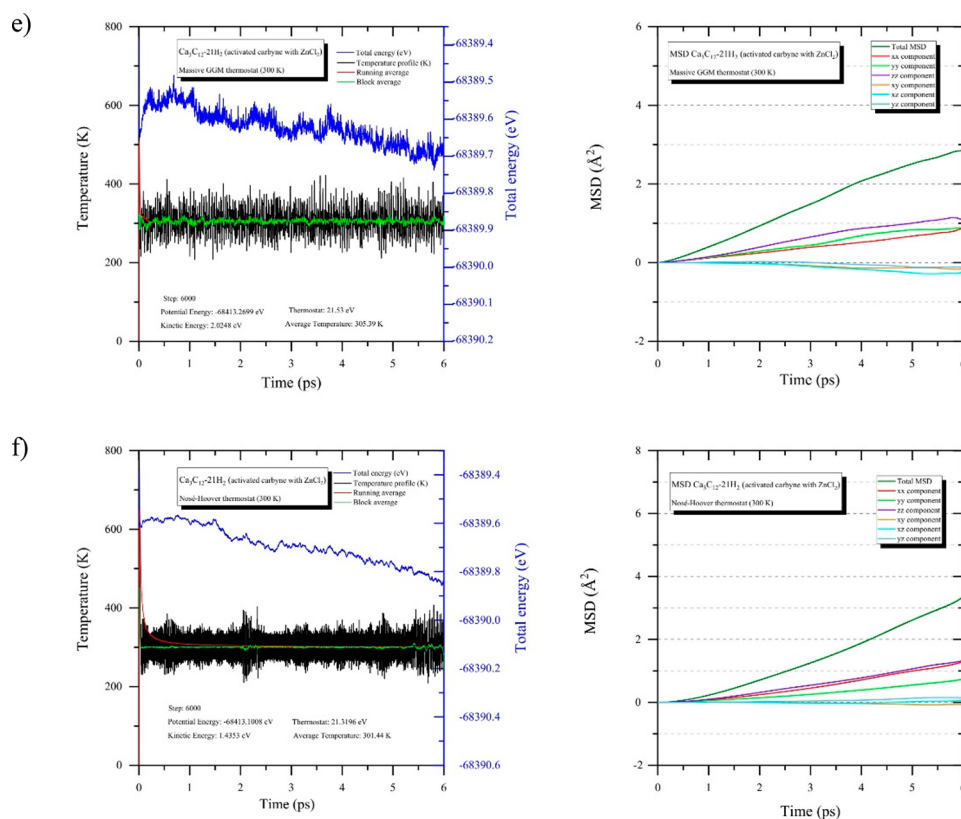 e)
800
600
400
200
0
Temperature (K)
Ca₃C₁₂-21H₂ (activated carbyne with ZnCl₂)
Massive GGM thermostat (300 K)
Total energy (eV)
Temperature profile (K)
Running average
Block average
Step: 6000
Potential Energy: -68413.2699 eV
Thermostat: 21.53 eV
Kinetic Energy: 2.0248 eV
Average Temperature: 305.39 K
-68389.4
-68389.5
-68389.6
-68389.7
-68389.8
-68389.9
-68390.0
-68390.1
-68390.2
Total energy (eV)
0 1 2 3 4 5 6
Time (ps)
6
4
2
0
-2
MSD (Å²)
MSD Ca₃C₁₂-21H₂ (activated carbyne with ZnCl₂)
Massive GGM thermostat (300 K)
Total MSD
xx component
yy component
zz component
xy component
xz component
yz component
0 1 2 3 4 5 6
Time (ps)
f)
800
600
400
200
0
Temperature (K)
Ca₃C₁₂-21H₂ (activated carbyne with ZnCl₂)
Nosé-Hoover thermostat (300 K)
Total energy (eV)
Temperature profile (K)
Running average
Block average
Step: 6000
Potential Energy: -68413.1008 eV
Thermostat: 21.3196 eV
Kinetic Energy: 1.4353 eV
Average Temperature: 301.44 K
-68389.4
-68389.6
-68389.8
-68390.0
-68390.2
-68390.4
-68390.6
Total energy (eV)
0 1 2 3 4 5 6
Time (ps)
8
6
4
2
0
-2
MSD (Å²)
MSD Ca₃C₁₂-21H₂ (activated carbyne with ZnCl₂)
Nosé-Hoover thermostat (300 K)
Total MSD
xx component
yy component
zz component
xy component
xz component
yz component
0 1 2 3 4 5 6
Time (ps)